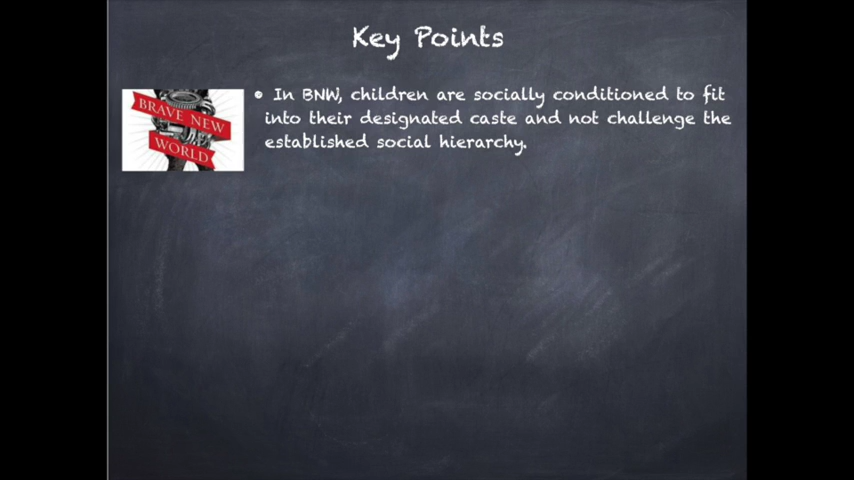 Key Points
BRAVE NEW
WORLD
• In BNW, children are socially conditioned to fit
into their designated caste and not challenge the
established social hierarchy.